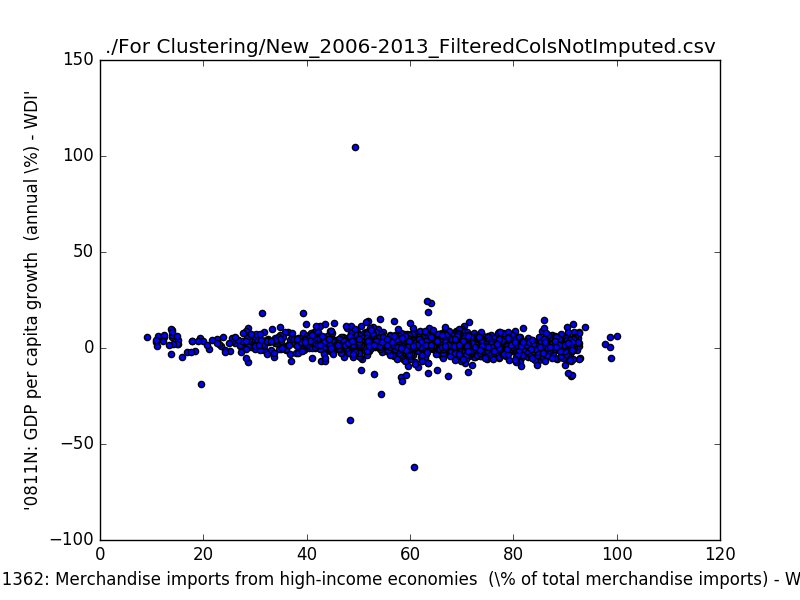 ./For Clustering/New_2006-2013_FilteredColsNotImputed.csv
'0811N: GDP per capita growth (annual \%) - WDI'
150
100
50
0
−50
−100
0 20 40 60 80 100 120
1362: Merchandise imports from high-income economies (\% of total merchandise imports) - W